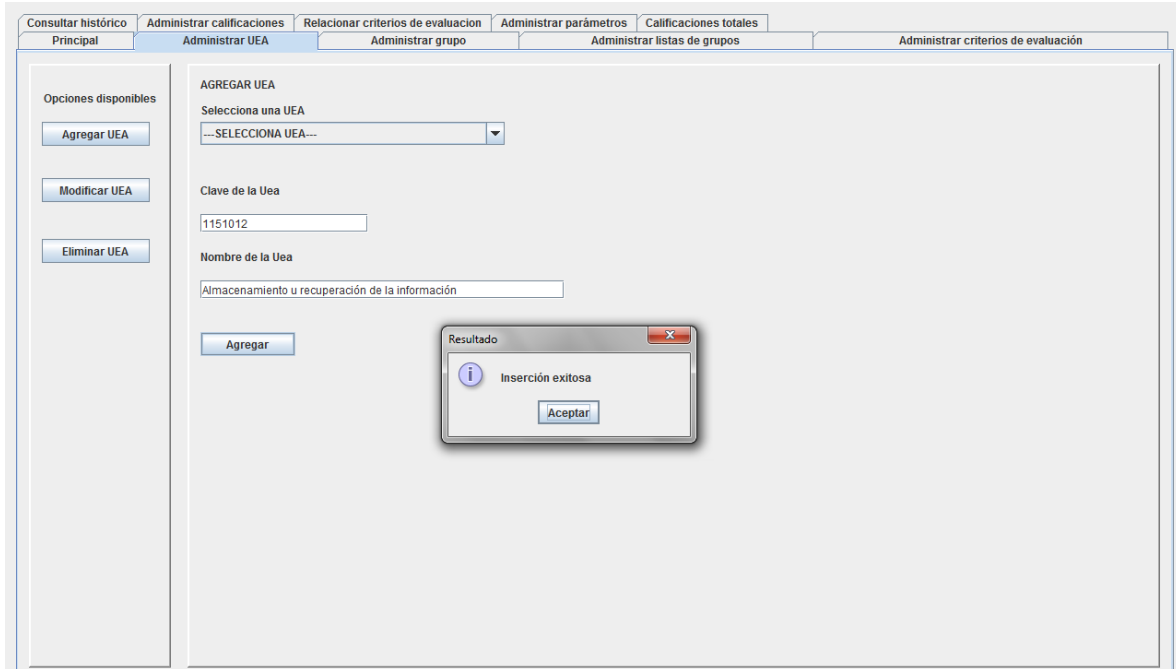 Consultar histórico Administrar calificaciones Relacionar criterios de evaluacion Administrar parámetros Calificaciones totales
Principal Administrar UEA Administrar grupo Administrar listas de grupos Administrar criterios de evaluación
Opciones disponibles
Agregar UEA
Modificar UEA
Eliminar UEA
AGREGAR UEA
Selecciona una UEA
---SELECCIONA UEA---
Clave de la Uea
1151012
Nombre de la Uea
Almacenamiento u recuperación de la información
Agregar
Resultado
Inserción exitosa
Aceptar